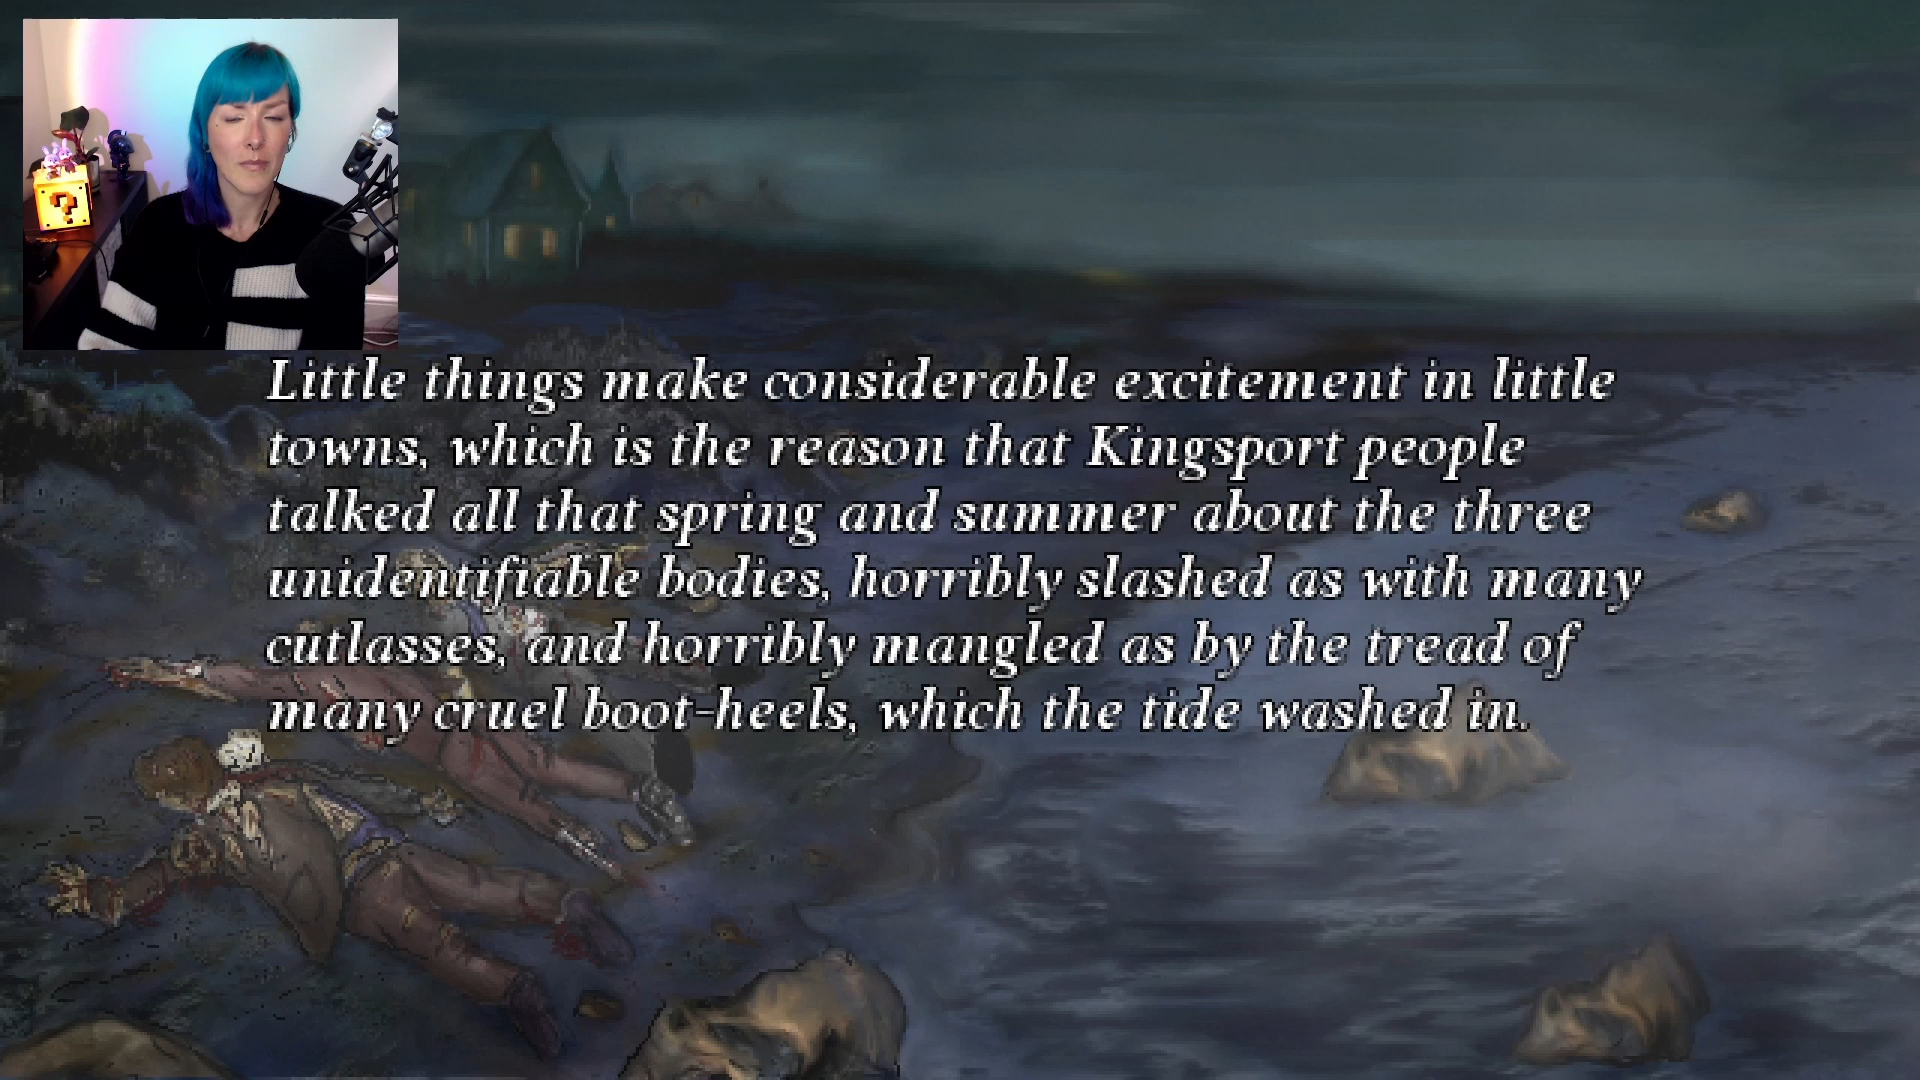 Little things make considerable excitement in little
towns, which is the reason that Kingsport people
talked all that spring and summer about the three
unidentifiable bodies, horribly slashed as with many
cutlasses, and horribly mangled as by the tread of
many cruel boot-heels, which the tide washed in.